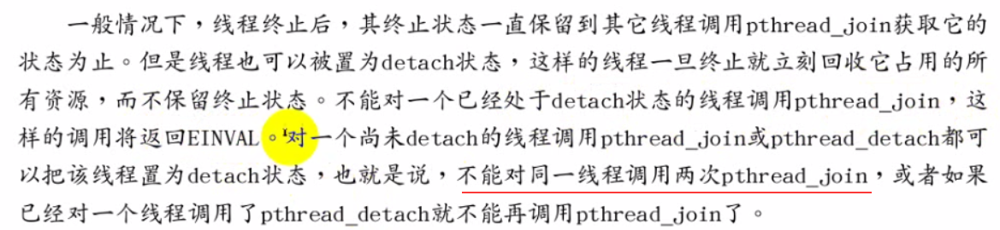 一般情况下，线程终止后，其终止状态一直保留到其它线程调用pthread_join获取它的
状态为止。但是线程也可以被置为detach状态，这样的线程一旦终止就立刻回收它占用的所
有资源，而不保留终止状态。不能对一个已经处于detach状态的线程调用pthread_join，这
样的调用将返回EINVAL。对一个尚未detach的线程调用pthread_join或pthread_detach都可
以把该线程置为detach状态，也就是说，不能对同一线程调用两次pthread_join，或者如果
已经对一个线程调用了pthread_detach就不能再调用pthread_join了。